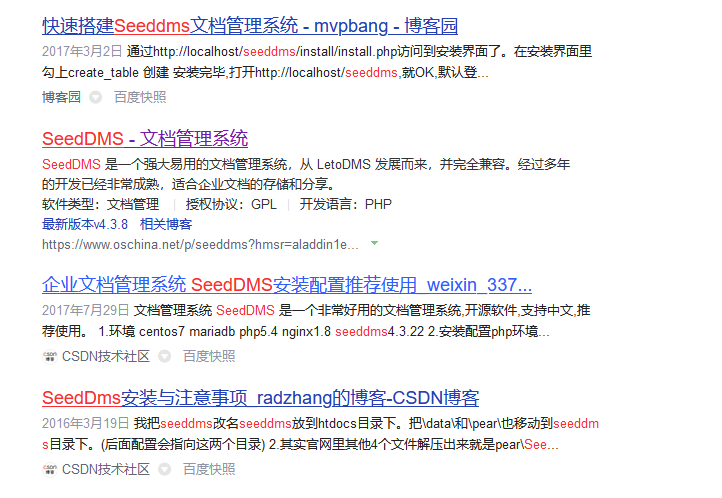 快速搭建Seeddms文档管理系统 - mvpbang - 博客园
2017年3月2日 通过http://localhost/seeddms/install/install.php访问到安装界面了。在安装界面里
勾上create_table 创建 安装完毕,打开http://localhost/seeddms,就OK,默认登...
博客园 百度快照
SeedDMS - 文档管理系统
SeedDMS 是一个强大易用的文档管理系统，从 LetoDMS 发展而来，并完全兼容。经过多年
的开发已经非常成熟，适合企业文档的存储和分享。
软件类型：文档管理 | 授权协议：GPL | 开发语言：PHP
最新版本v4.3.8 相关博客
https://www.oschina.net/p/seeddms?hmsr=aladdin1e...
企业文档管理系统 SeedDMS安装配置推荐使用_weixin_337...
2017年7月29日 文档管理系统 SeedDMS 是一个非常好用的文档管理系统,开源软件,支持中文,推
荐使用。 1.环境 centos7 mariadb php5.4 nginx1.8 seeddms4.3.22 2.安装配置php环境...
CSDN博客 CSDN技术社区 百度快照
SeedDms安装与注意事项_radzhang的博客-CSDN博客
2016年3月19日 我把seeddms改名seeddms放到htdocs目录下。把\data\和\pear\也移动到seeddm
s目录下。(后面配置会指向这两个目录) 2.其实官网里其他4个文件解压出来就是pear\See...
CSDN博客 CSDN技术社区 百度快照